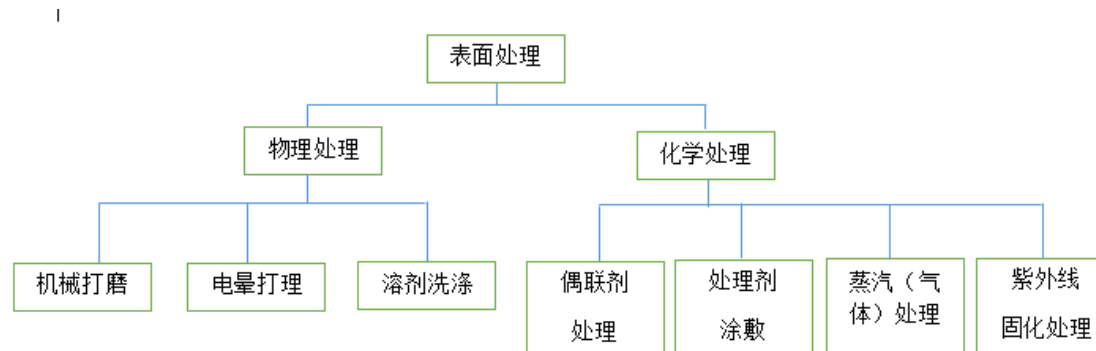 表面处理
物理处理
化学处理
机械打磨
电晕打理
溶剂洗涤
偶联剂
处理
处理剂
涂敷
蒸汽（气
体）处理
紫外线
固化处理